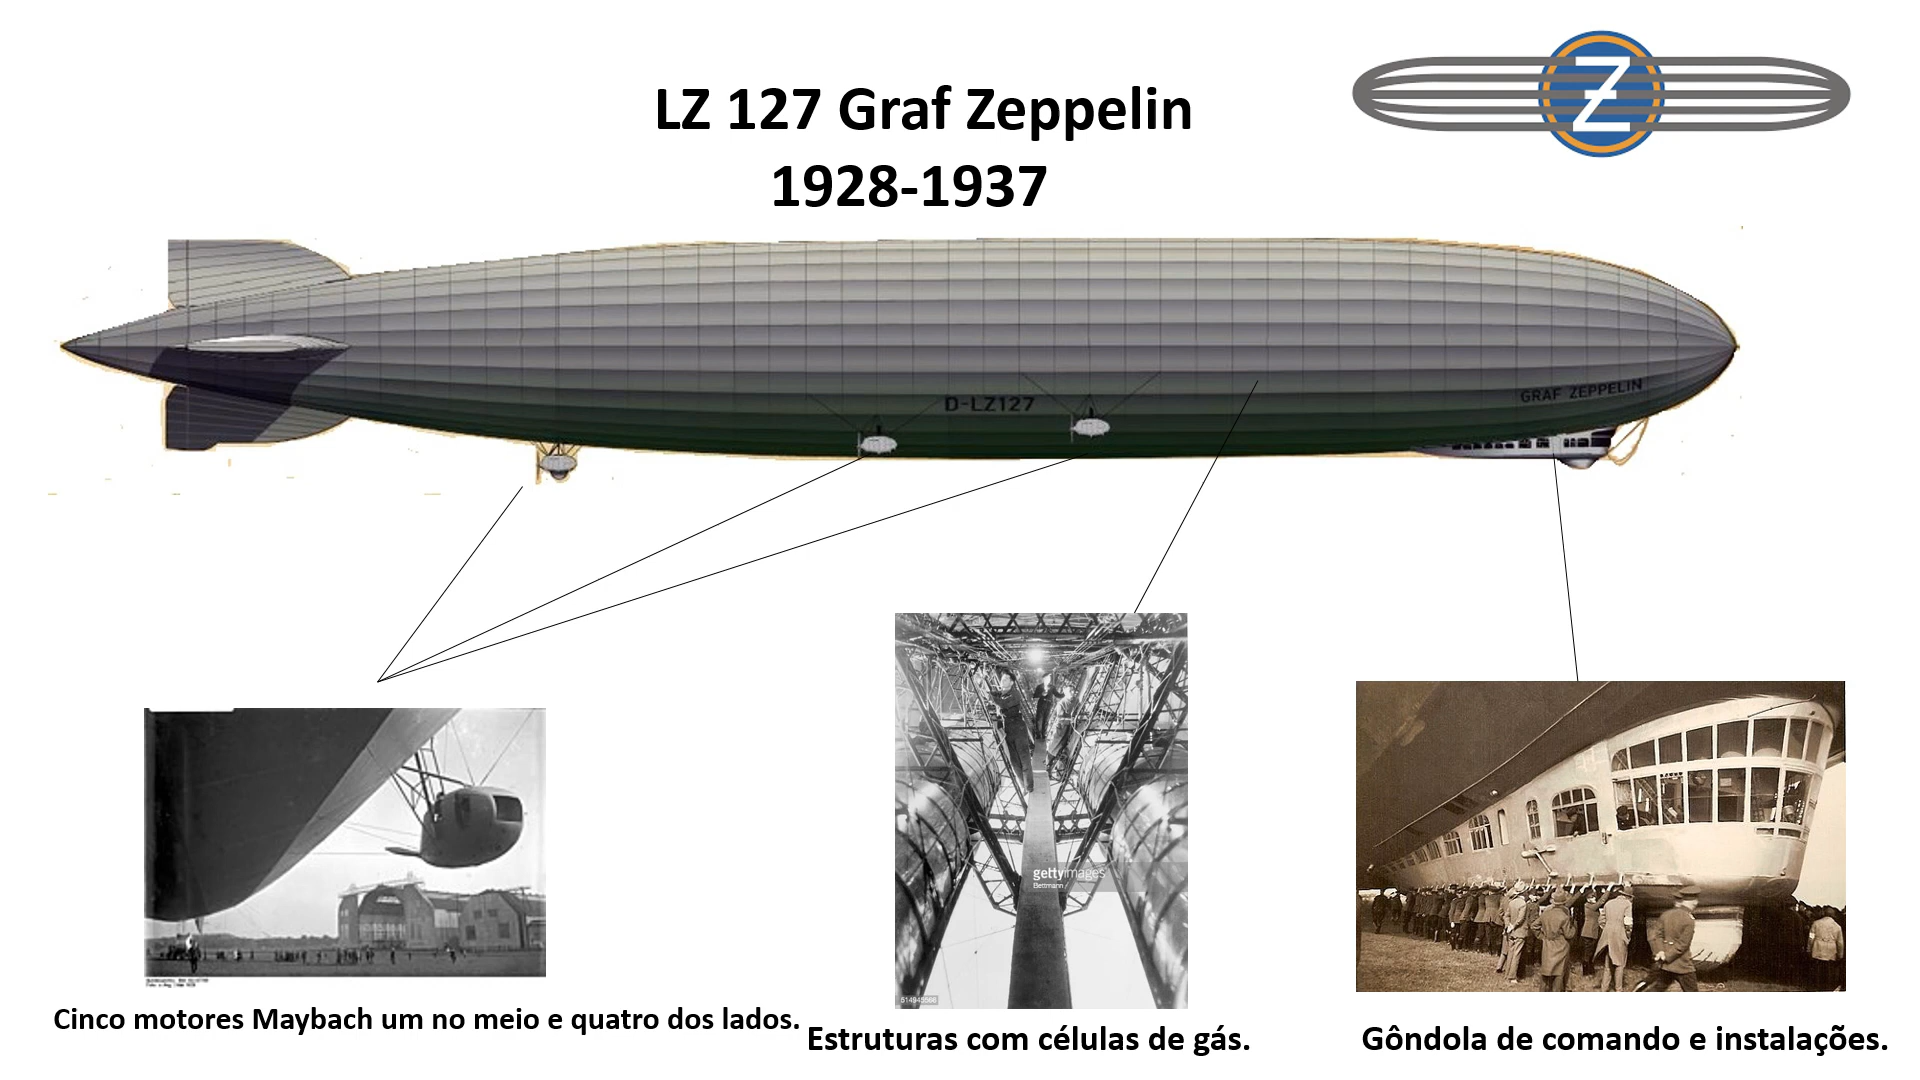 LZ 127 Graf Zeppelin
1928-1937
Z
D-LZ127
GRAF ZEPPELIN
gettyimages
Bettmann
514945566
Cinco motores Maybach um no meio e quatro dos lados.
Estruturas com células de gás.
Gôndola de comando e instalações.